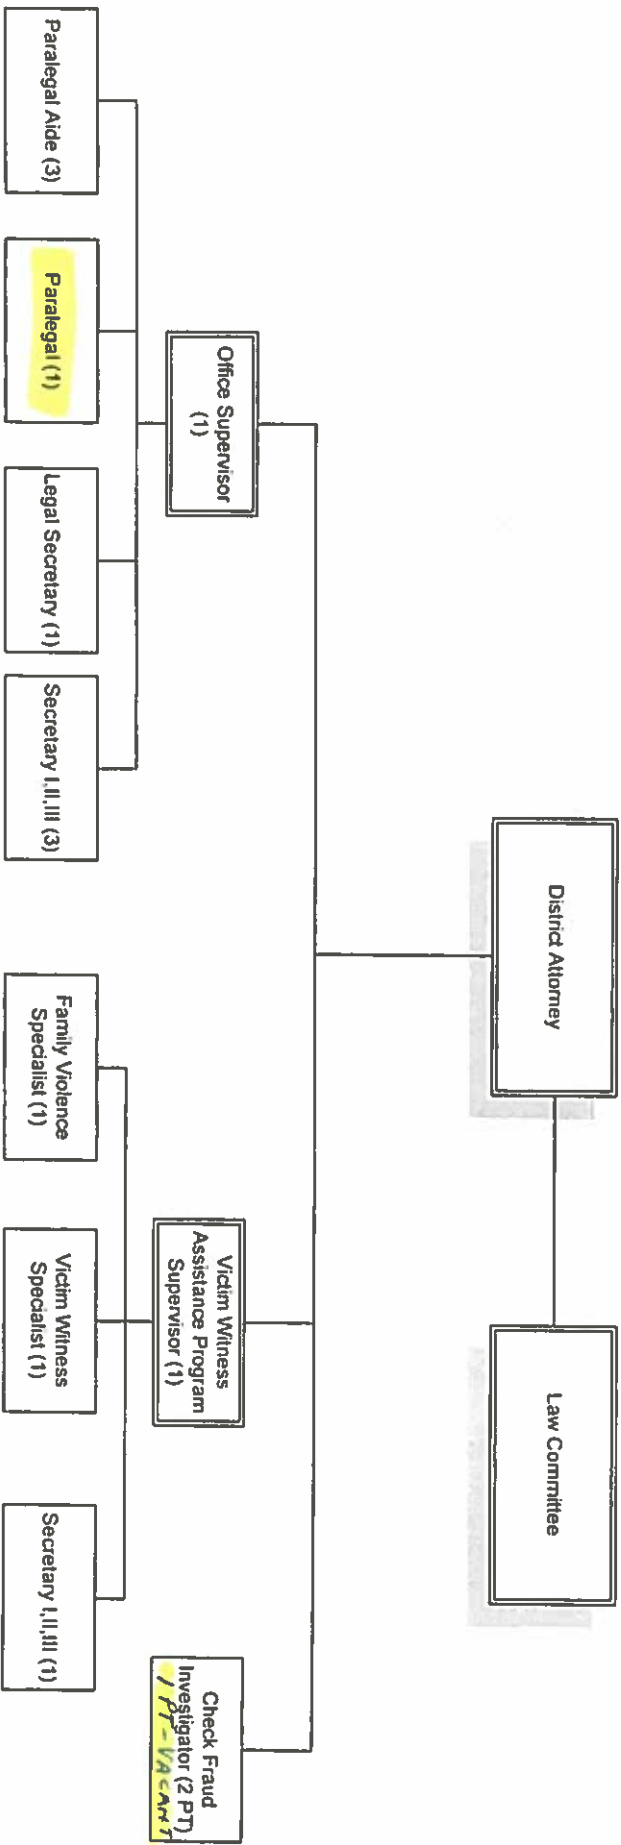 District Attorney
Law Committee
Office Supervisor
(1)
Victim Witness
Assistance Program
Supervisor (1)
Check Fraud
Investigator (2 PT)
1 PT - VACANT
Paralegal Aide (3)
Paralegal (1)
Legal Secretary (1)
Secretary I,II,III (3)
Family Violence
Specialist (1)
Victim Witness
Specialist (1)
Secretary I,II,III (1)